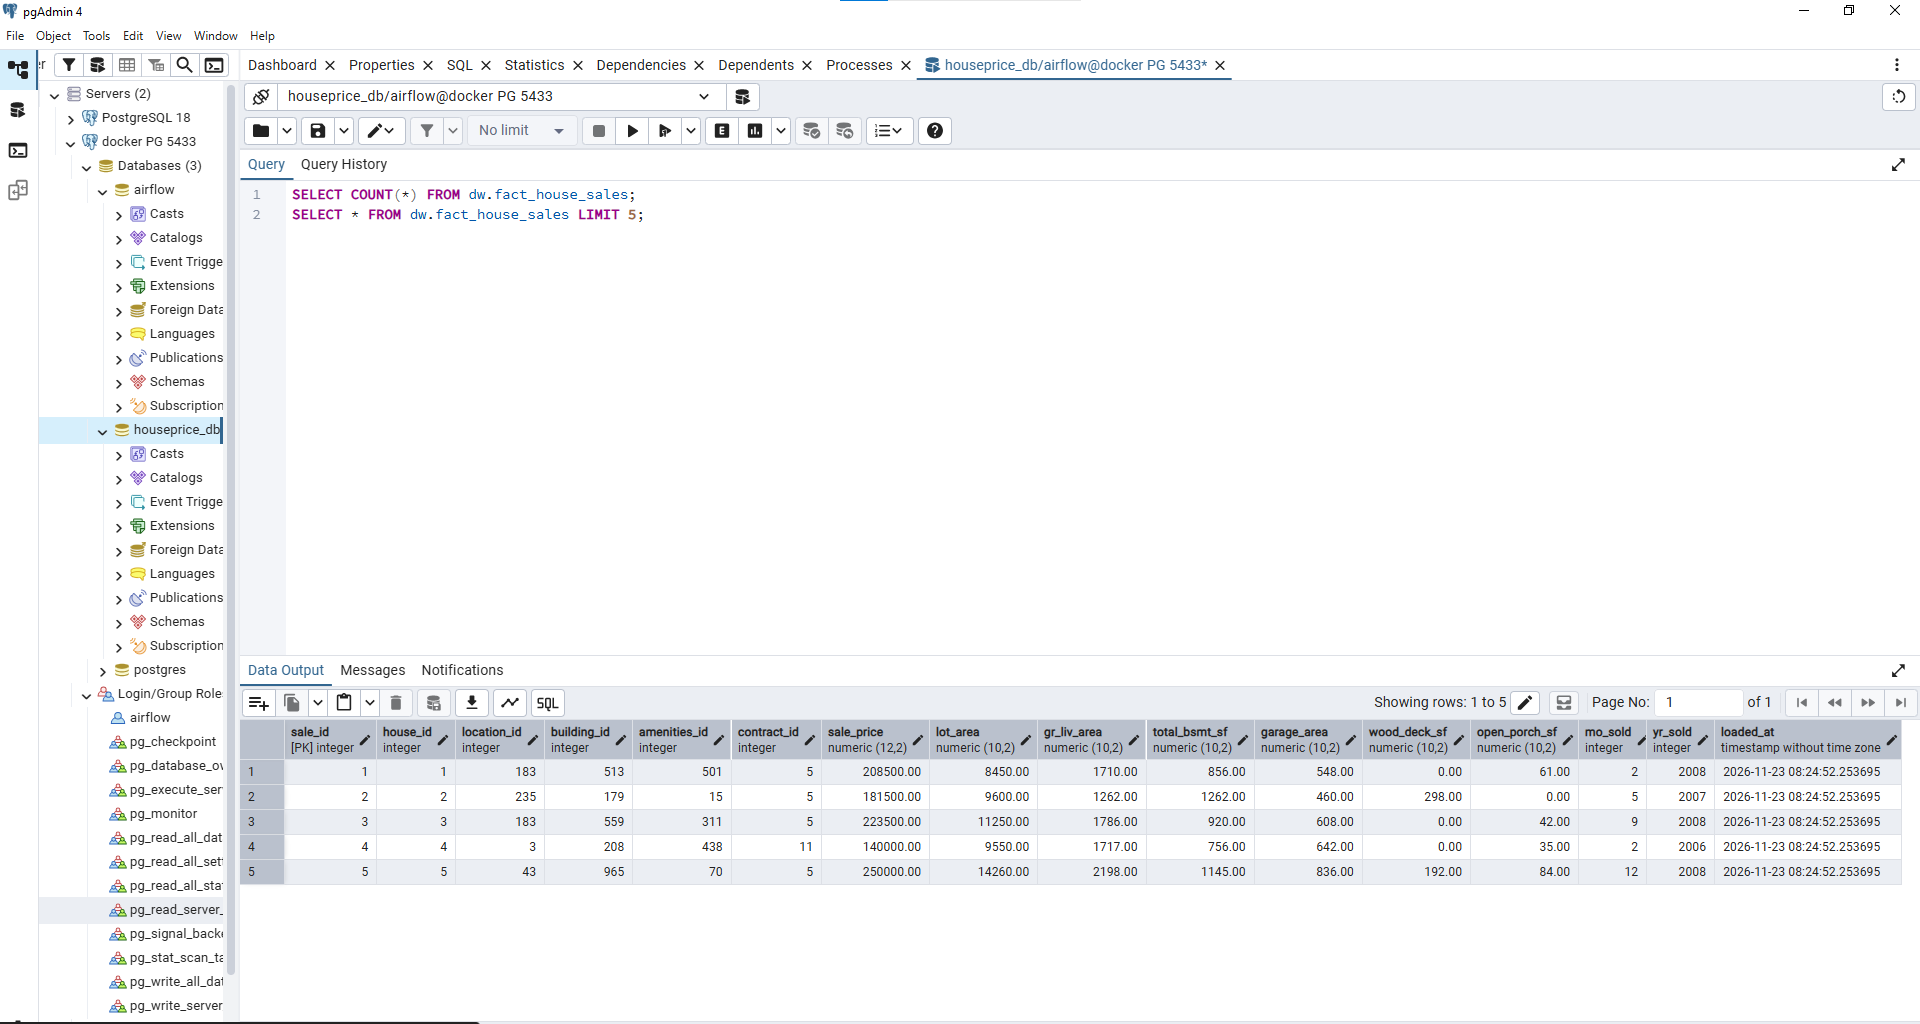 pgAdmin 4
File Object Tools Edit View Window Help
Dashboard Properties SQL Statistics Dependencies Dependents Processes houseprice_db/airflow@docker PG 5433*
Servers (2)
PostgreSQL 18
docker PG 5433
Databases (3)
airflow
Casts
Catalogs
Event Trigge
Extensions
Foreign Data
Languages
Publications
Schemas
Subscription
houseprice_db
Casts
Catalogs
Event Trigge
Extensions
Foreign Data
Languages
Publications
Schemas
Subscription
postgres
Login/Group Role
airflow
pg_checkpoint
pg_database_ow
pg_execute_ser
pg_monitor
pg_read_all_dat
pg_read_all_set
pg_read_all_sta
pg_read_server_
pg_signal_backe
pg_stat_scan_ta
pg_write_all_dat
pg_write_server
houseprice_db/airflow@docker PG 5433
No limit
E
Query Query History
1 SELECT COUNT(*) FROM dw.fact_house_sales;
2 SELECT * FROM dw.fact_house_sales LIMIT 5;
Data Output Messages Notifications
SQL Showing rows: 1 to 5 Page No: 1 of 1
sale_id house_id location_id building_id amenities_id contract_id sale_price lot_area gr_liv_area total_bsmt_sf garage_area wood_deck_sf open_porch_sf mo_sold yr_sold loaded_at
[PK] integer integer integer integer integer integer numeric (12,2) numeric (10,2) numeric (10,2) numeric (10,2) numeric (10,2) numeric (10,2) numeric (10,2) integer integer timestamp without time zone
1 1 1 183 513 501 5 208500.00 8450.00 1710.00 856.00 548.00 0.00 61.00 2 2008 2026-11-23 08:24:52.253695
2 2 2 235 179 15 5 181500.00 9600.00 1262.00 1262.00 460.00 298.00 0.00 5 2007 2026-11-23 08:24:52.253695
3 3 3 183 559 311 5 223500.00 11250.00 1786.00 920.00 608.00 0.00 42.00 9 2008 2026-11-23 08:24:52.253695
4 4 4 3 208 438 11 140000.00 9550.00 1717.00 756.00 642.00 0.00 35.00 2 2006 2026-11-23 08:24:52.253695
5 5 5 43 965 70 5 250000.00 14260.00 2198.00 1145.00 836.00 192.00 84.00 12 2008 2026-11-23 08:24:52.253695